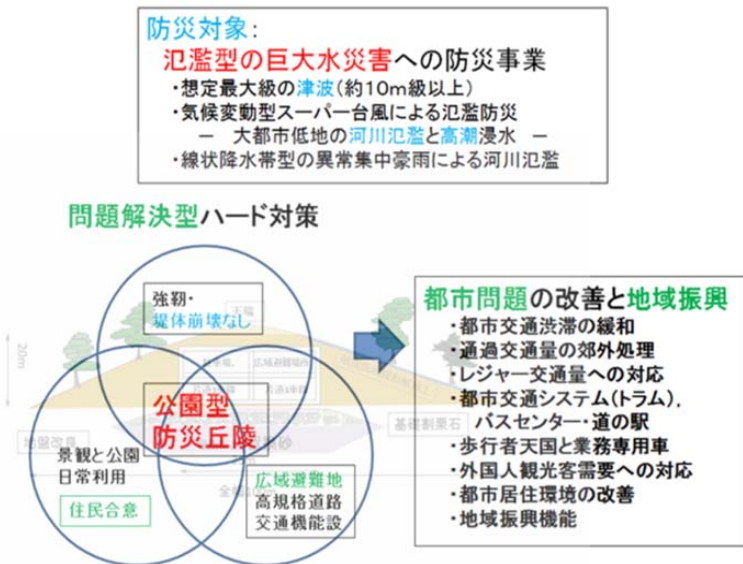 防災対象:
氾濫型の巨大水災害への防災事業
・想定最大級の津波(約10m級以上)
・気候変動型スーパー台風による氾濫防災
－ 大都市低地の河川氾濫と高潮浸水 －
・線状降水帯型の異常集中豪雨による河川氾濫
問題解決型ハード対策
強靭・
堤体崩壊なし
公園型
防災丘陵
景観と公園
日常利用
住民合意
広域避難地
高規格道路
交通機能設
20m
地盤改良
基礎割栗石
都市問題の改善と地域振興
・都市交通渋滞の緩和
・通過交通量の郊外処理
・レジャー交通量への対応
・都市交通システム(トラム),
バスセンター・道の駅
・歩行者天国と業務専用車
・外国人観光客需要への対応
・都市居住環境の改善
・地域振興機能